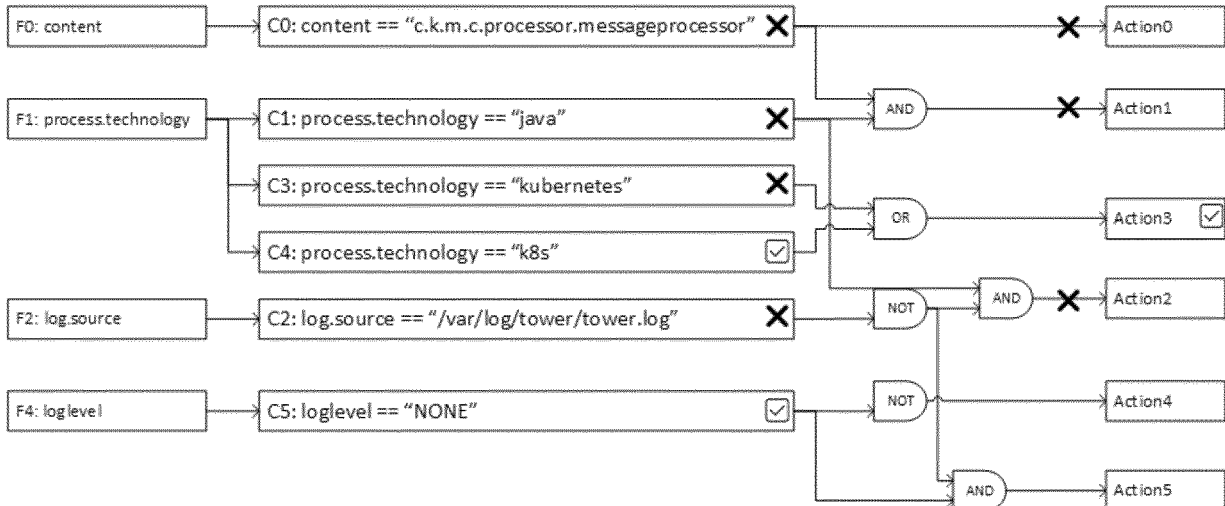 F0: content
C0: content == “c.k.m.c.processor.messageprocessor”
Action0
F1: process.technology
C1: process.technology == “java”
AND
Action1
C3: process.technology == “kubernetes”
OR
Action3
C4: process.technology == “k8s”
F2: log.source
C2: log.source == “/var/log/tower/tower.log”
NOT
AND
Action2
F4: loglevel
C5: loglevel == “NONE”
NOT
Action4
AND
Action5